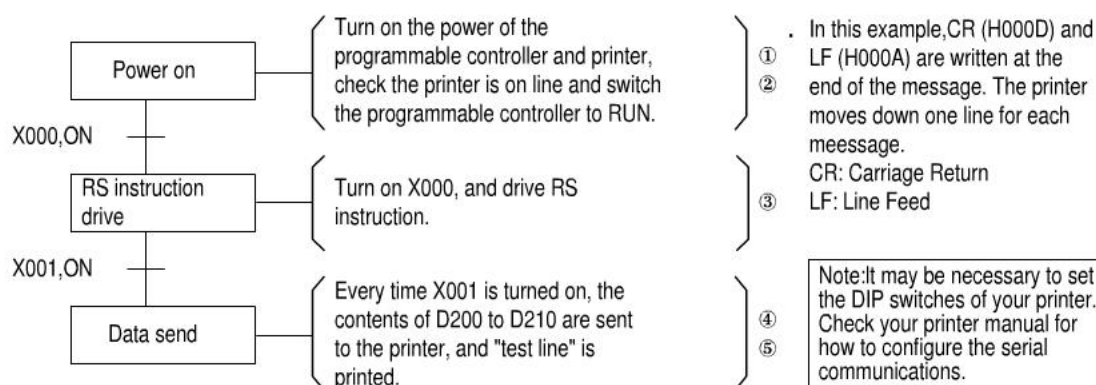 Power on
Turn on the power of the
programmable controller and printer,
check the printer is on line and switch
the programmable controller to RUN.
①
②
X000,ON
RS instruction
drive
Turn on X000, and drive RS
instruction.
③
X001,ON
Data send
Every time X001 is turned on, the
contents of D200 to D210 are sent
to the printer, and "test line" is
printed.
④
⑤
. In this example,CR (H000D) and
LF (H000A) are written at the
end of the message. The printer
moves down one line for each
meessage.
CR: Carriage Return
LF: Line Feed
Note:It may be necessary to set
the DIP switches of your printer.
Check your printer manual for
how to configure the serial
communications.